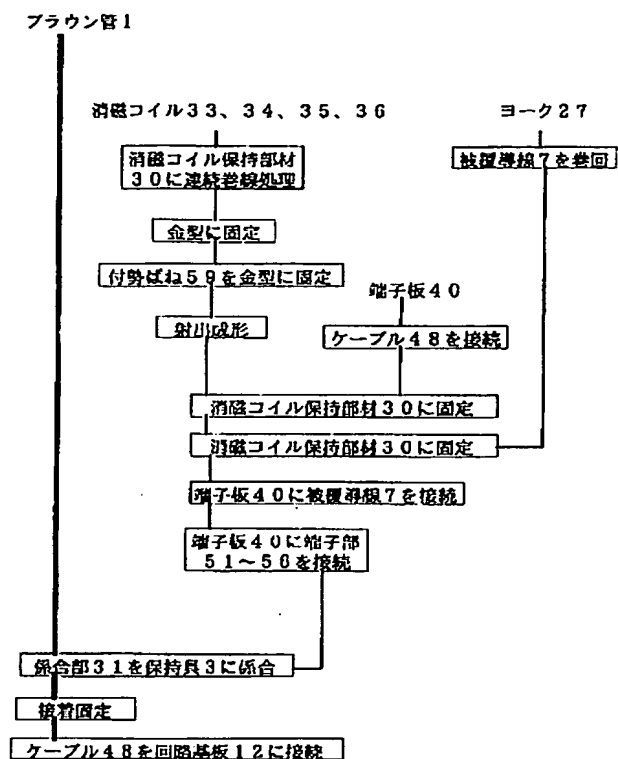 ブラウン管1
消磁コイル33、34、35、36
ヨーク27
消磁コイル保持部材
30に連続巻線処理
被覆導線7を巻回
金型に固定
付勢ばね59を金型に固定
端子板40
射出成形
ケーブル48を接続
消磁コイル保持部材30に固定
消磁コイル保持部材30に固定
端子板40に被覆導線7を接続
端子板40に端子部
51～56を接続
係合部31を保持具3に係合
接着固定
ケーブル48を回路基板12に接続